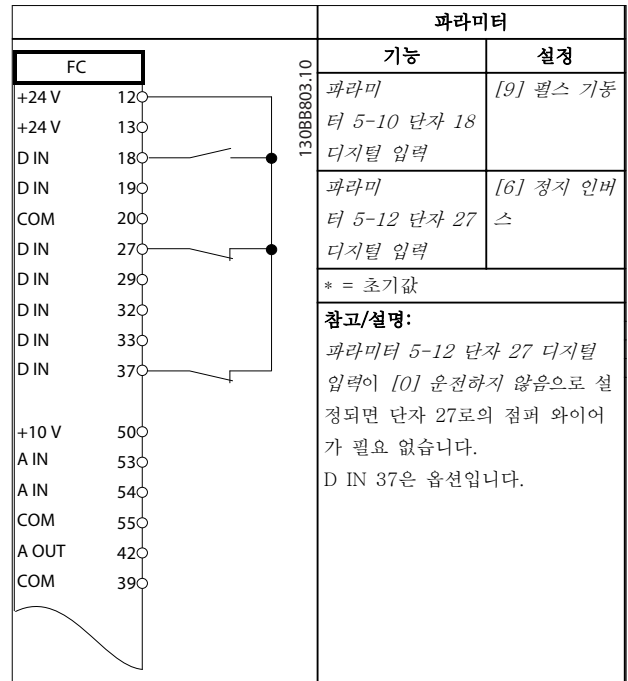 파라미터
기능 설정
파라미
터 5-10 단자 18
디지털 입력
[9] 펄스 기동
파라미
터 5-12 단자 27
디지털 입력
[6] 정지 인버
스
* = 초기값
참고/설명:
파라미터 5-12 단자 27 디지털
입력이 [0] 운전하지 않음으로 설
정되면 단자 27로의 점퍼 와이어
가 필요 없습니다.
D IN 37은 옵션입니다.
FC
+24 V 12
+24 V 13
D IN 18
D IN 19
COM 20
D IN 27
D IN 29
D IN 32
D IN 33
D IN 37
+10 V 50
A IN 53
A IN 54
COM 55
A OUT 42
COM 39
130BB803.10